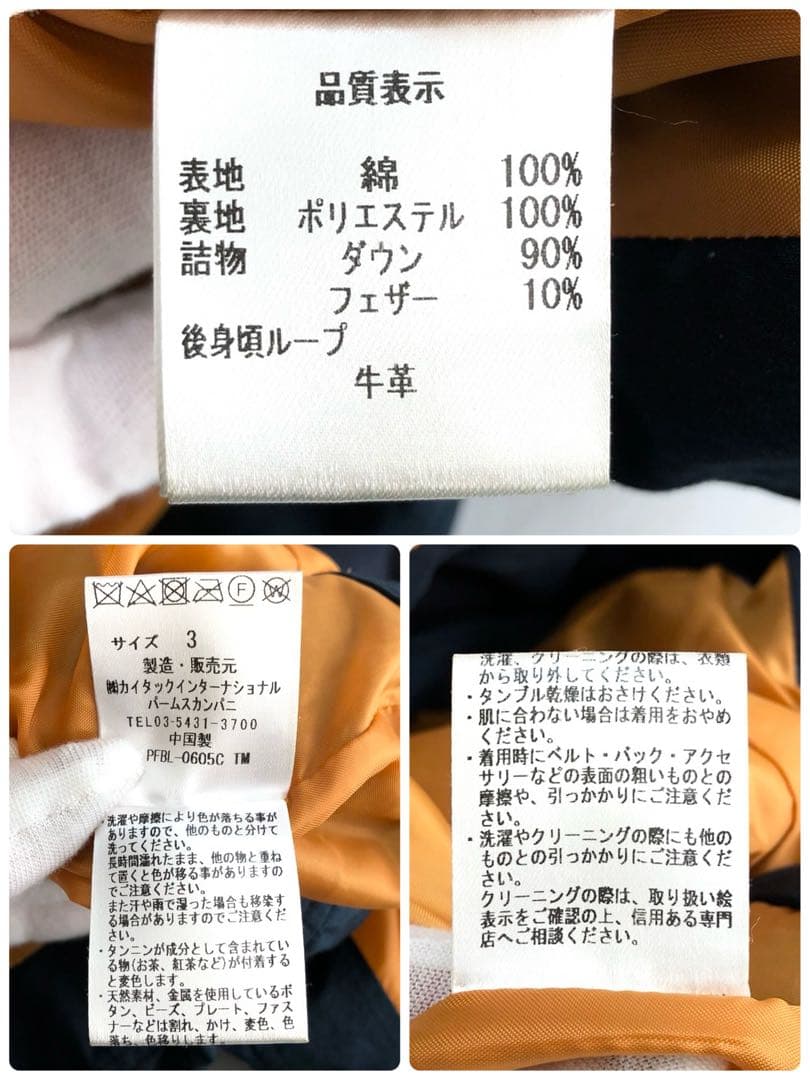 品質表示
表地 綿 100%
裏地 ポリエステル 100%
詰物 ダウン 90%
フェザー 10%
後身頃ループ
牛革
F W
サイズ 3
製造・販売元
㈱カイタックインターナショナル
パームスカンパニ
TEL03-5431-3700
中国製
PFBL-0605C TM
・洗濯や摩擦により色が落ちる事が
ありますので、他のものと分けて
洗ってください。
長時間濡れたまま、他の物と重ね
て置くと色が移る事がありますの
でご注意ください。
また汗や雨で湿った場合も移染す
る場合がありますのでご注意くだ
さい。
・タンニンが成分として含まれてい
る物(お茶、紅茶など)が付着する
と変色します。
・天然素材、金属を使用しているボ
タン、ビーズ、プレート、ファス
ナーなどは割れ、かけ、変色、色
落ち、色移りします。
洗濯、クリーニングの際は、衣類
から取り外してください。
・タンブル乾燥はおさけください。
・肌に合わない場合は着用をおやめ
ください。
・着用時にベルト・バック・アクセ
サリーなどの表面の粗いものとの
摩擦や、引っかかりにご注意くだ
さい。
・洗濯やクリーニングの際にも他の
ものとの引っかかりにご注意くだ
さい。
クリーニングの際は、取り扱い絵
表示をご確認の上、信用ある専門
店へご相談ください。